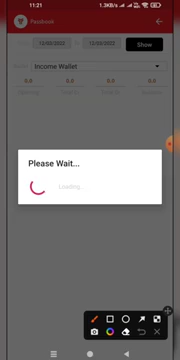 11:21
1.3KB/s
Passbook
12/02/2022
12/03/2022
Show
Income Wallet
0.0 0.0 0.0 0.0
Please Wait...
Loading...